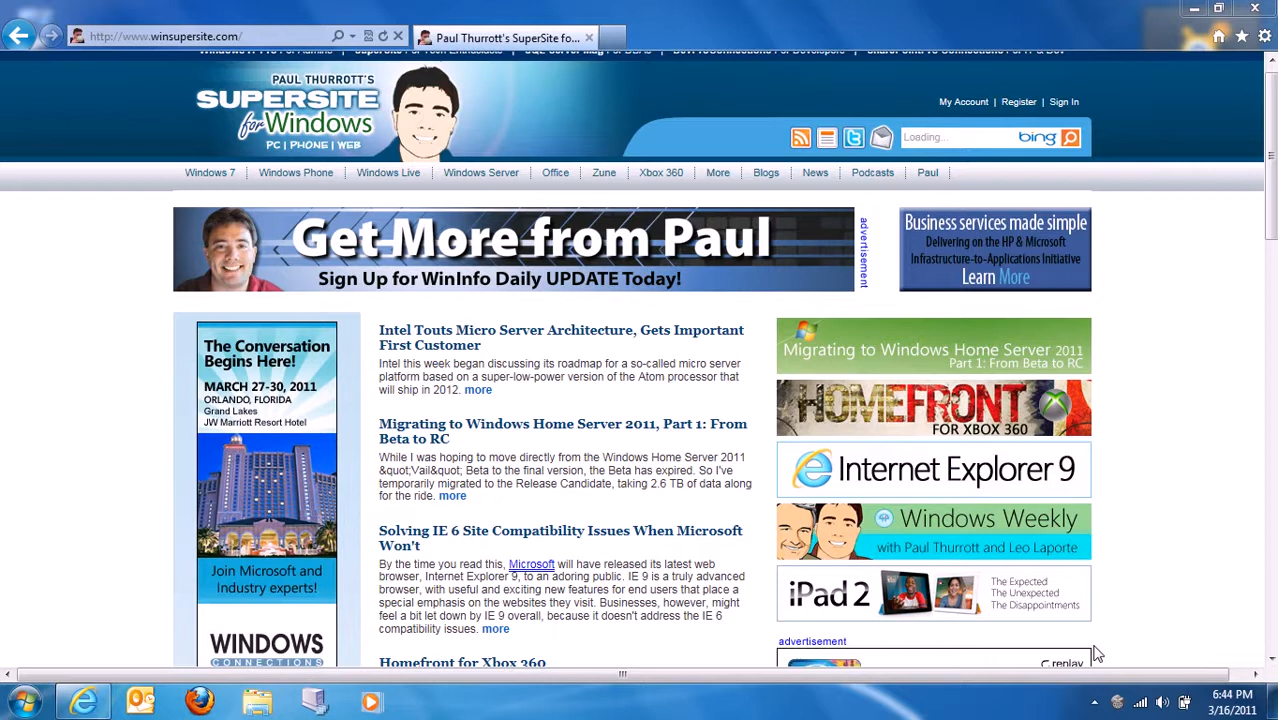 http://www.winsupersite.com/
Paul Thurrott's SuperSite fo...
PAUL THURROTT'S
SUPERSITE
for Windows
PC | PHONE | WEB
My Account | Register | Sign In
Loading... bing
Windows 7 Windows Phone Windows Live Windows Server Office Zune Xbox 360 More Blogs News Podcasts Paul
Get More from Paul
Sign Up for WinInfo Daily UPDATE Today!
advertisement
Business services made simple
Delivering on the HP & Microsoft
Infrastructure-to-Applications Initiative
Learn More
The Conversation
Begins Here!
MARCH 27-30, 2011
ORLANDO, FLORIDA
Grand Lakes
JW Marriott Resort Hotel
Join Microsoft and
Industry experts!
WINDOWS
CONNECTIONS
Intel Touts Micro Server Architecture, Gets Important
First Customer
Intel this week began discussing its roadmap for a so-called micro server
platform based on a super-low-power version of the Atom processor that
will ship in 2012. more
Migrating to Windows Home Server 2011, Part 1: From
Beta to RC
While I was hoping to move directly from the Windows Home Server 2011
&quot;Vail&quot; Beta to the final version, the Beta has expired. So I've
temporarily migrated to the Release Candidate, taking 2.6 TB of data along
for the ride. more
Solving IE 6 Site Compatibility Issues When Microsoft
Won't
By the time you read this, Microsoft will have released its latest web
browser, Internet Explorer 9, to an adoring public. IE 9 is a truly advanced
browser, with useful and exciting new features for end users that place a
special emphasis on the websites they visit. Businesses, however, might
feel a bit let down by IE 9 overall, because it doesn't address the IE 6
compatibility issues. more
Homefront for Xbox 360
Migrating to Windows Home Server 2011
Part 1: From Beta to RC
HOMEFRONT
FOR XBOX 360
Internet Explorer 9
Windows Weekly
with Paul Thurrott and Leo Laporte
iPad 2
The Expected
The Unexpected
The Disappointments
advertisement
replay
6:44 PM
3/16/2011